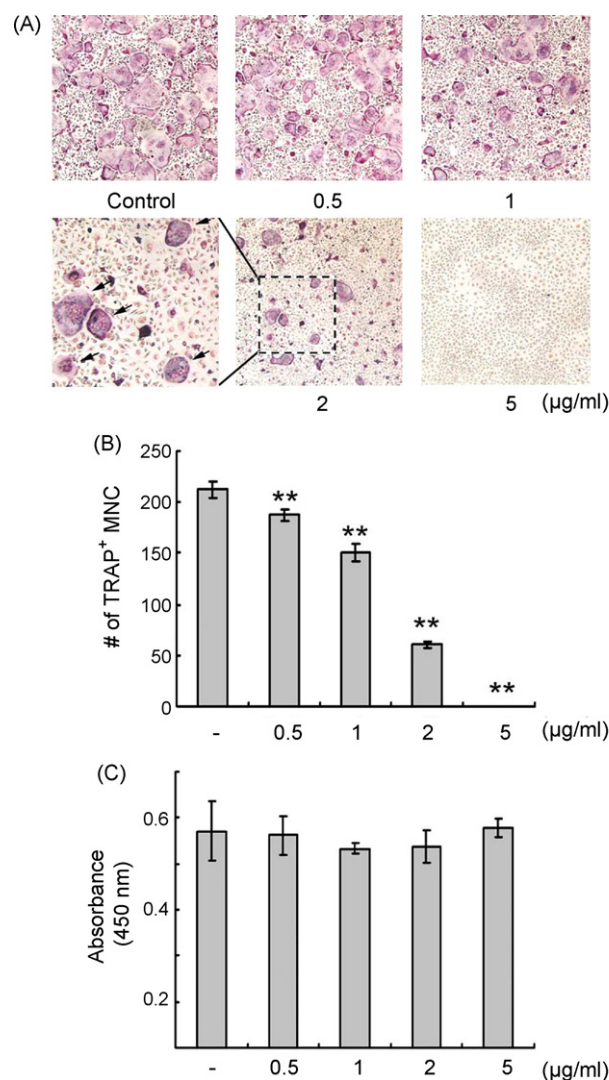 (A)
Control 0.5 1
2 5 (µg/ml)
(B)
# of TRAP+ MNC
250
200
150
100
50
0
** ** ** **
- 0.5 1 2 5 (µg/ml)
(C)
Absorbance
(450 nm)
0.6
0.4
0.2
- 0.5 1 2 5 (µg/ml)